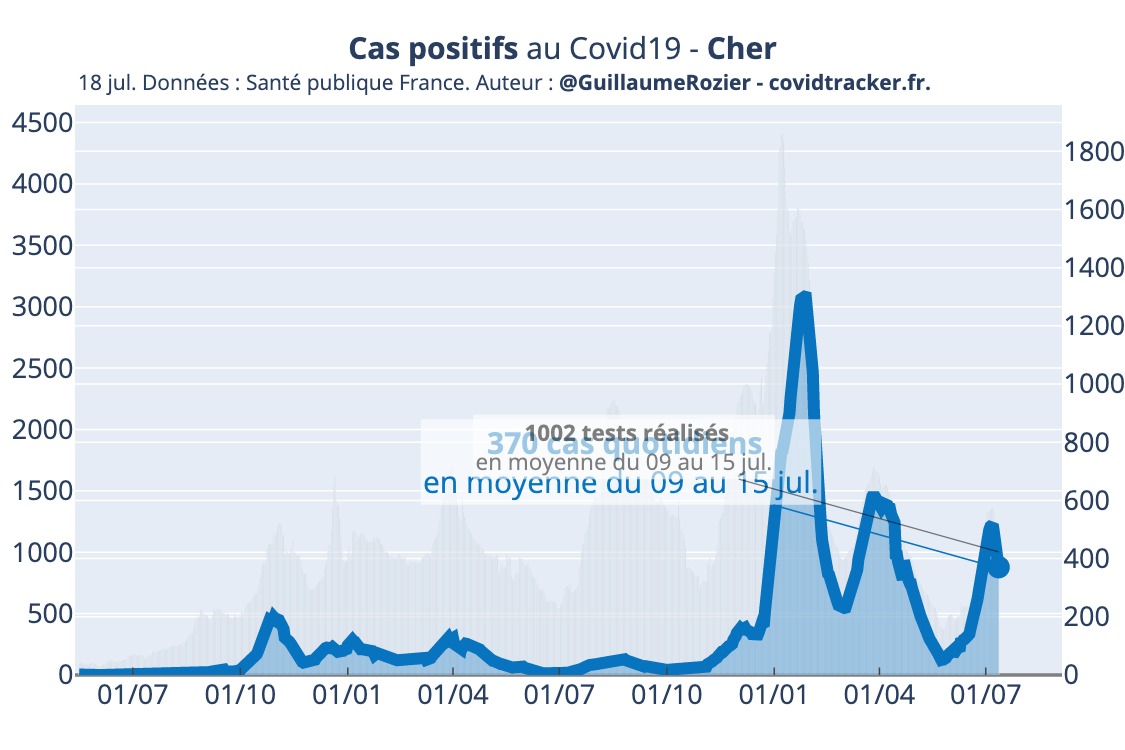 Cas positifs au Covid19 - Cher
18 jul. Données : Santé publique France. Auteur : @GuillaumeRozier - covidtracker.fr.
4500
4000
3500
3000
2500
2000
1500
1000
500
0
1800
1600
1400
1200
1000
800
600
400
200
0
1002 tests réalisés
370 cas quotidiens
en moyenne du 09 au 15 jul.
en moyenne du 09 au 15 jul.
01/07 01/10 01/01 01/04 01/07 01/10 01/01 01/04 01/07